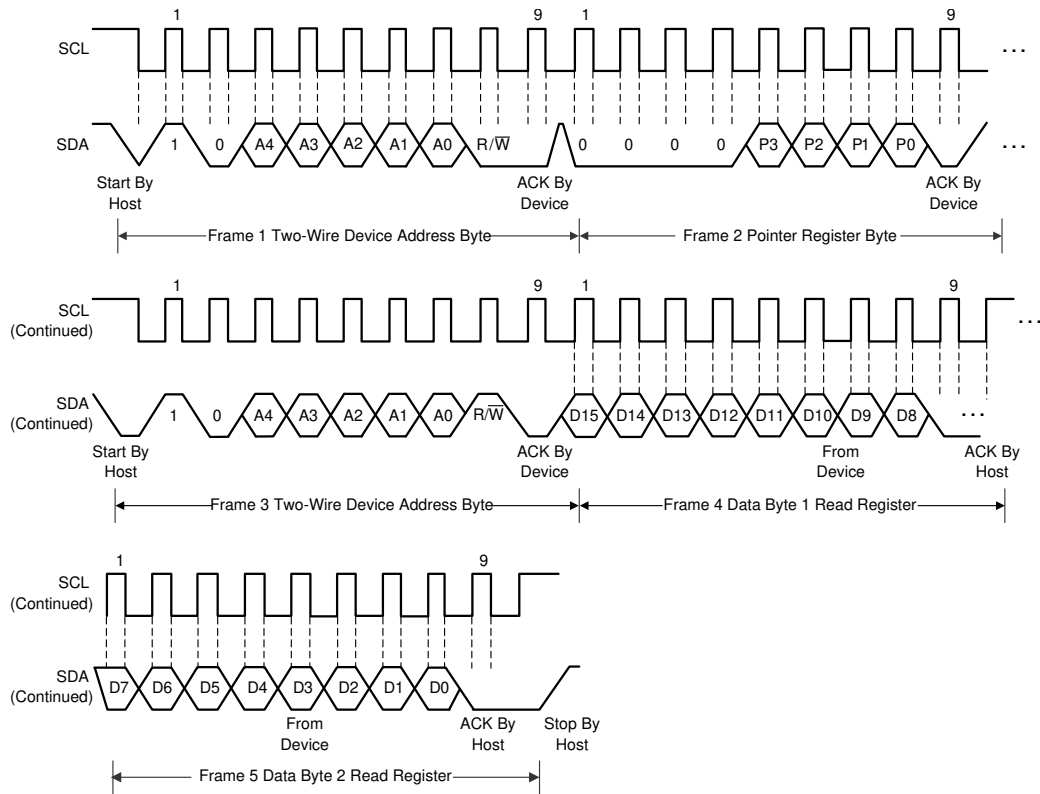 1 9 1 9
SCL ...
SDA 1 0 A4 A3 A2 A1 A0 R/W̅ 0 0 0 0 P3 P2 P1 P0 ...
Start By Host
ACK By Device
ACK By Device
Frame 1 Two-Wire Device Address Byte
Frame 2 Pointer Register Byte
1 9 1 9
SCL (Continued) ...
SDA (Continued) 1 0 A4 A3 A2 A1 A0 R/W̅ D15 D14 D13 D12 D11 D10 D9 D8 ...
Start By Host
ACK By Device
From Device
ACK By Host
Frame 3 Two-Wire Device Address Byte
Frame 4 Data Byte 1 Read Register
1 9
SCL (Continued)
SDA (Continued) D7 D6 D5 D4 D3 D2 D1 D0
From Device
ACK By Host
Stop By Host
Frame 5 Data Byte 2 Read Register